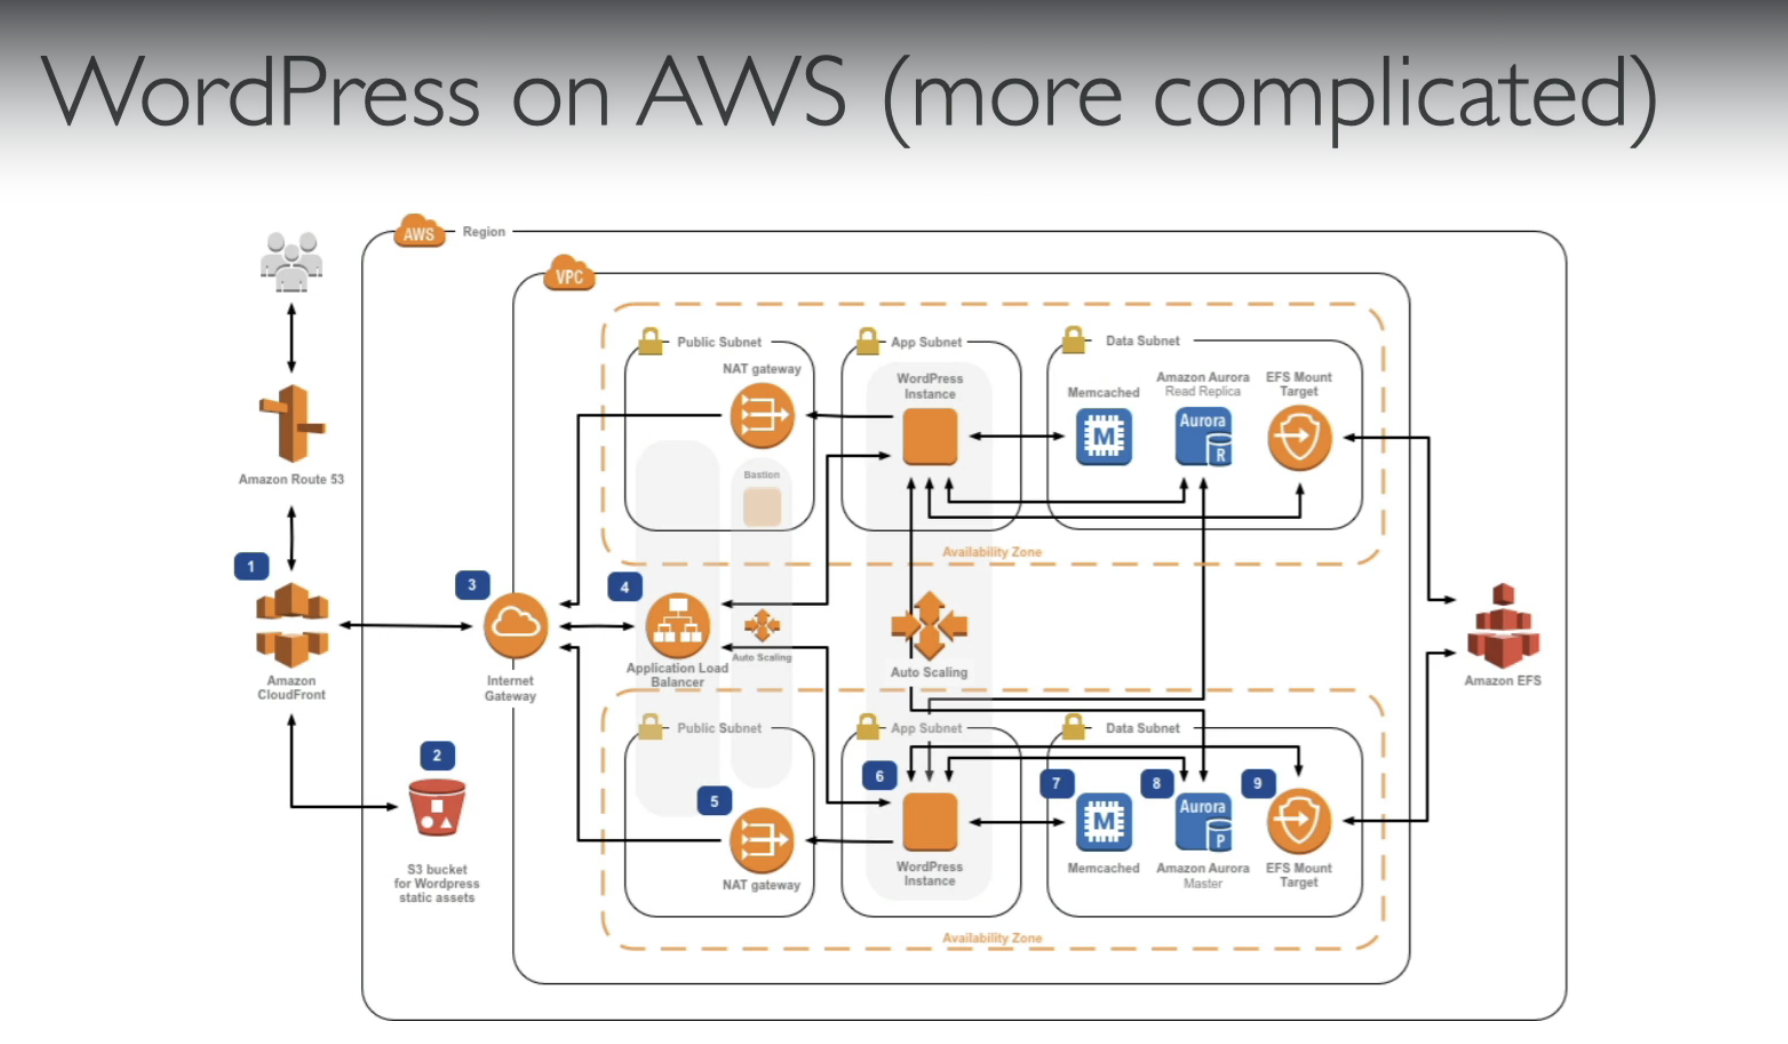 WordPress on AWS (more complicated)
AWS
Region
VPC
Public Subnet
App Subnet
Data Subnet
NAT gateway
WordPress
Instance
Memcached
Amazon Aurora
Read Replica
EFS Mount
Target
M
Aurora
R
Bastion
Amazon Route 53
Availability Zone
1
3
4
Amazon
CloudFront
Internet
Gateway
Application Load
Balancer
Auto Scaling
Auto Scaling
Amazon EFS
Public Subnet
App Subnet
Data Subnet
2
5
6
7
8
9
M
Aurora
P
S3 bucket
for Wordpress
static assets
NAT gateway
WordPress
Instance
Memcached
Amazon Aurora
Master
EFS Mount
Target
Availability Zone